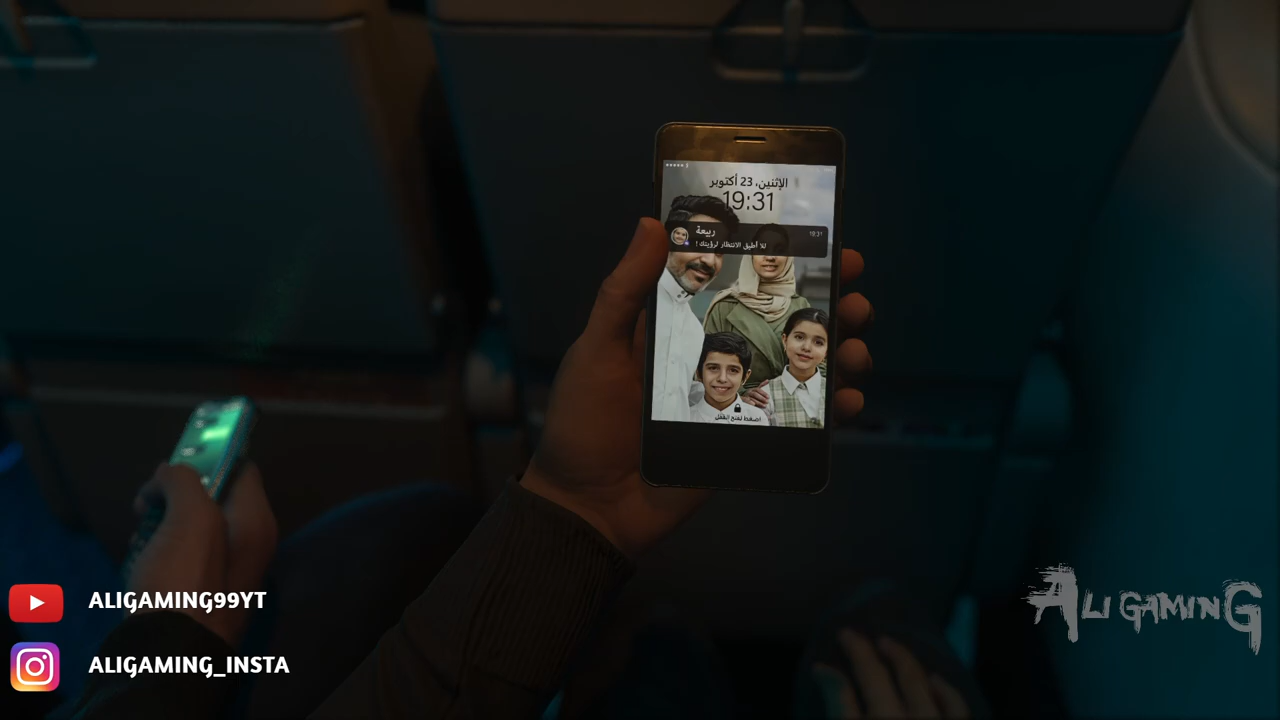 الإثنين، 23 أكتوبر
19:31
ربيعة
19:31
لا أطيق الانتظار لرؤيتك !
اضغط لفتح القفل
ALIGAMING99YT
ALIGAMING_INSTA
ALI GAMING